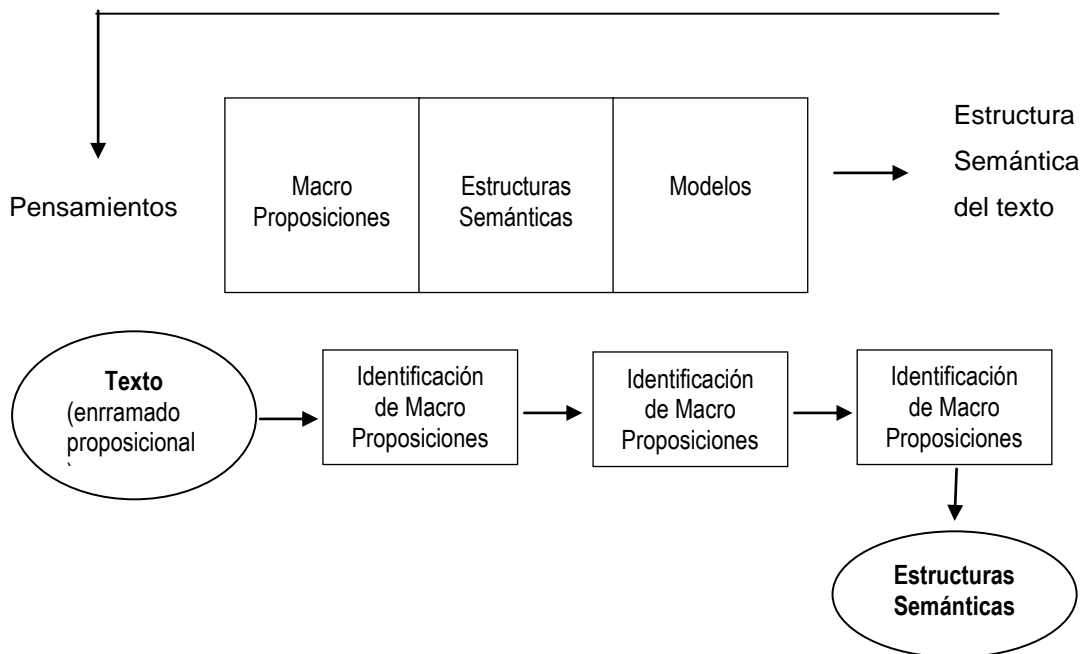 Pensamientos
Macro
Proposiciones
Estructuras
Semánticas
Modelos
Estructura
Semántica
del texto
Texto
(enrramado
proposicional
Identificación
de Macro
Proposiciones
Identificación
de Macro
Proposiciones
Identificación
de Macro
Proposiciones
Estructuras
Semánticas